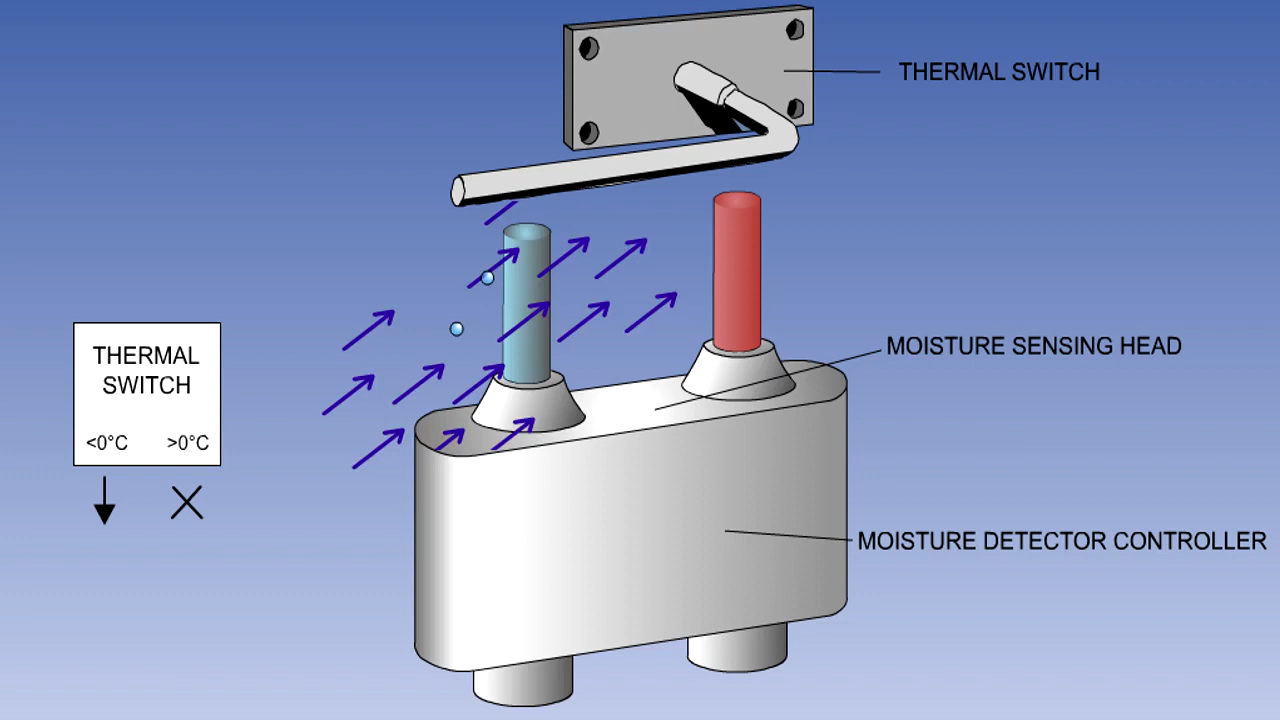 THERMAL SWITCH
MOISTURE SENSING HEAD
THERMAL
SWITCH
<0°C >0°C
MOISTURE DETECTOR CONTROLLER